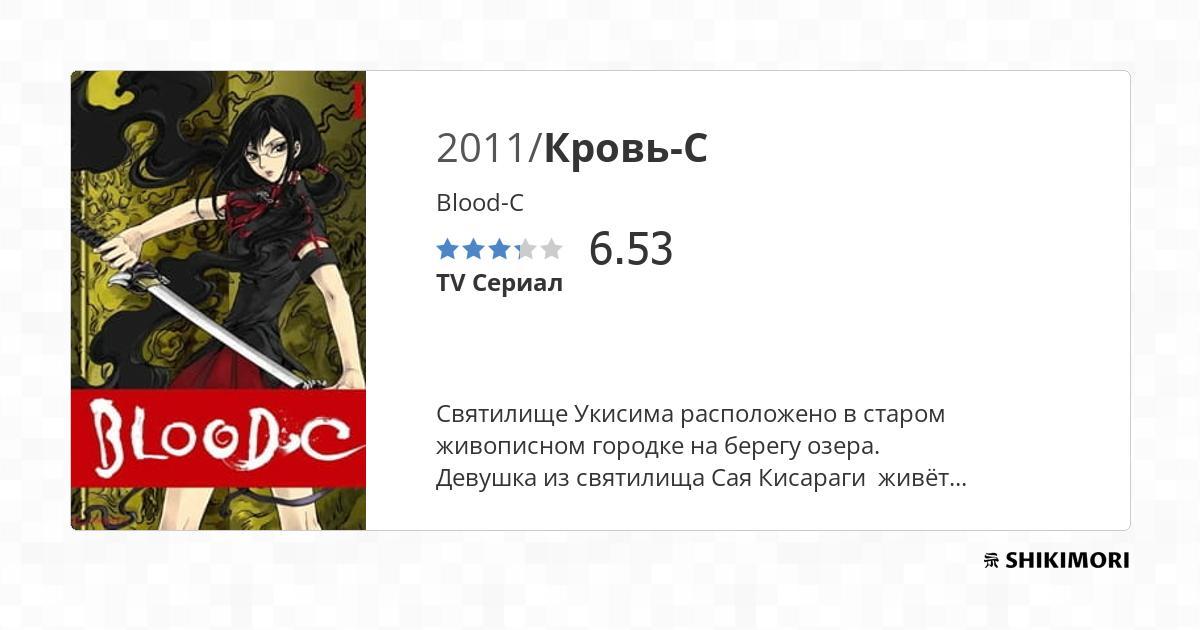 2011/Кровь-C
Blood-C
6.53
TV Сериал
Святилище Укисима расположено в старом
живописном городке на берегу озера.
Девушка из святилища Сая Кисараги живёт...
BLOOD-C
SHIKIMORI